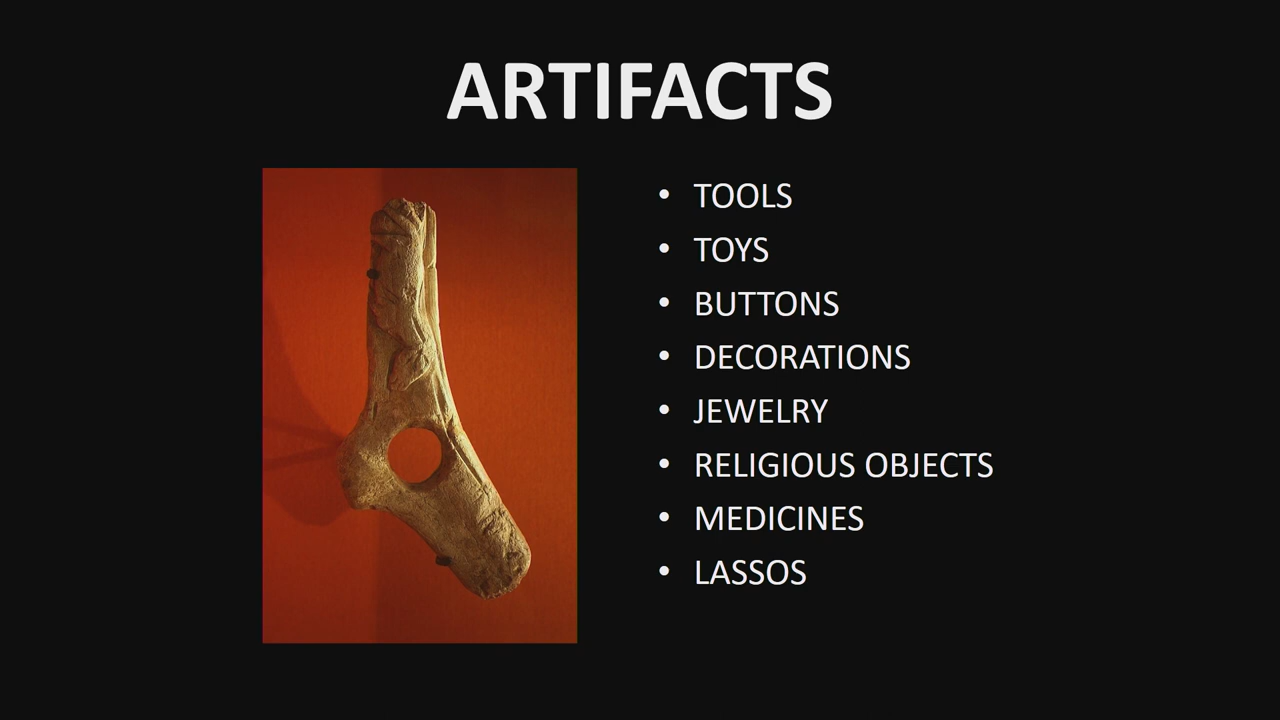 ARTIFACTS
• TOOLS
• TOYS
• BUTTONS
• DECORATIONS
• JEWELRY
• RELIGIOUS OBJECTS
• MEDICINES
• LASSOS